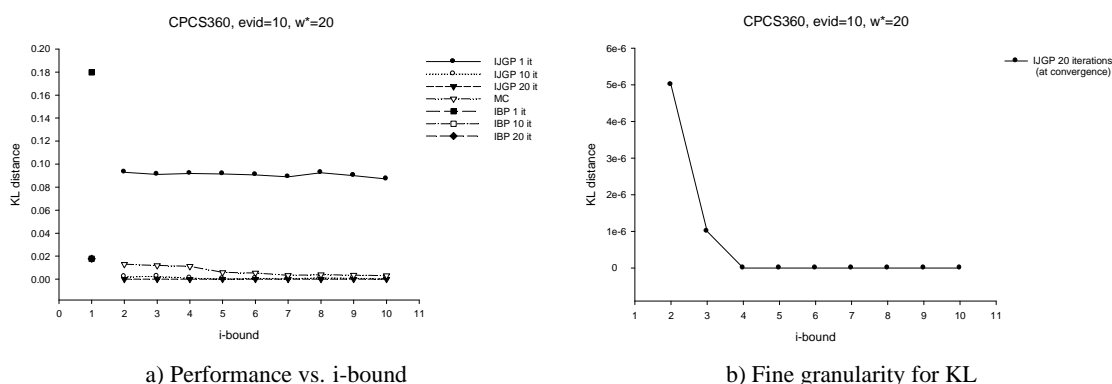 CPCS360, evid=10, w*=20
0.20
0.18
0.16
0.14
0.12
0.10
0.08
0.06
0.04
0.02
0.00
KL distance
0 1 2 3 4 5 6 7 8 9 10 11
i-bound
IJGP 1 it
IJGP 10 it
IJGP 20 it
MC
IBP 1 it
IBP 10 it
IBP 20 it
a) Performance vs. i-bound
CPCS360, evid=10, w*=20
5e-6
4e-6
3e-6
2e-6
1e-6
0
KL distance
1 2 3 4 5 6 7 8 9 10 11
i-bound
IJGP 20 iterations
(at convergence)
b) Fine granularity for KL